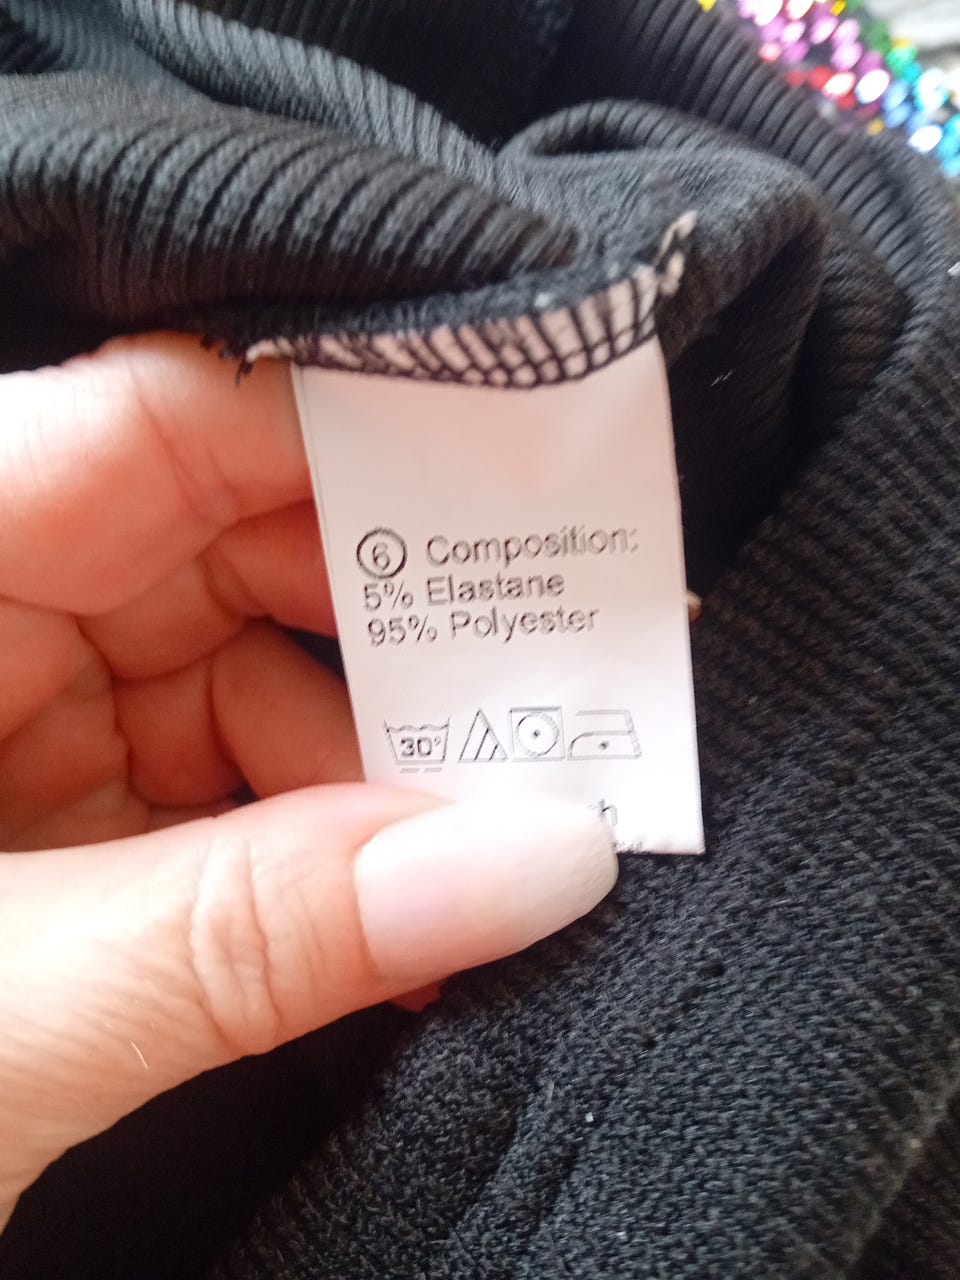 6 Composition:
5% Elastane
95% Polyester
30°